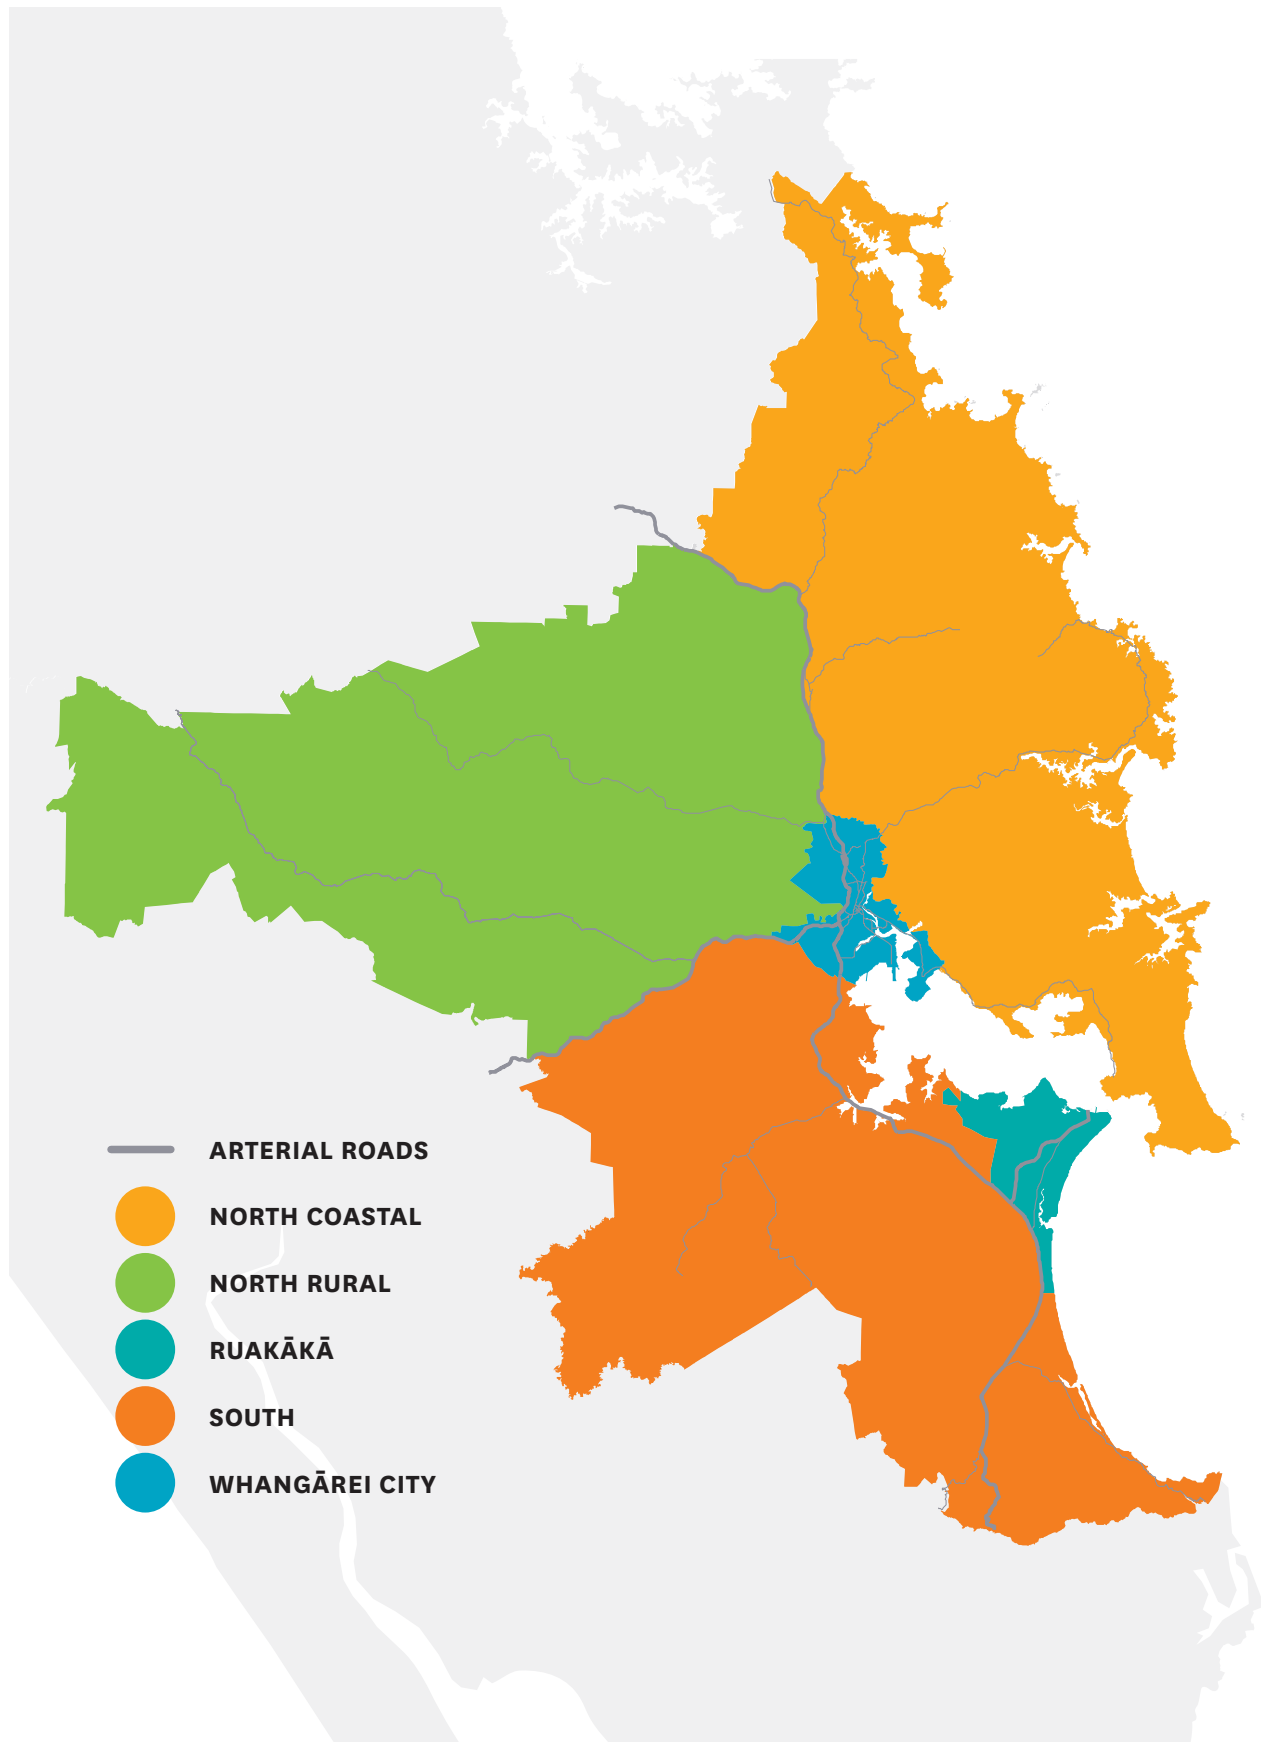 ARTERIAL ROADS
NORTH COASTAL
NORTH RURAL
RUAKĀKĀ
SOUTH
WHANGĀREI CITY